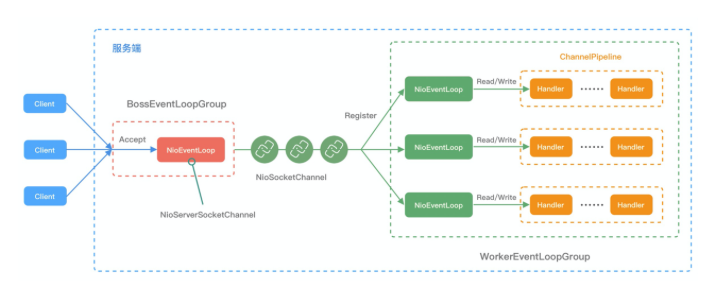 服务端
ChannelPipeline
Client
BossEventLoopGroup
NioEventLoop
Read/Write
Handler
······
Handler
Register
Accept
Client
NioEventLoop
NioEventLoop
Read/Write
Handler
······
Handler
NioSocketChannel
Client
NioEventLoop
Read/Write
Handler
······
Handler
NioServerSocketChannel
WorkerEventLoopGroup